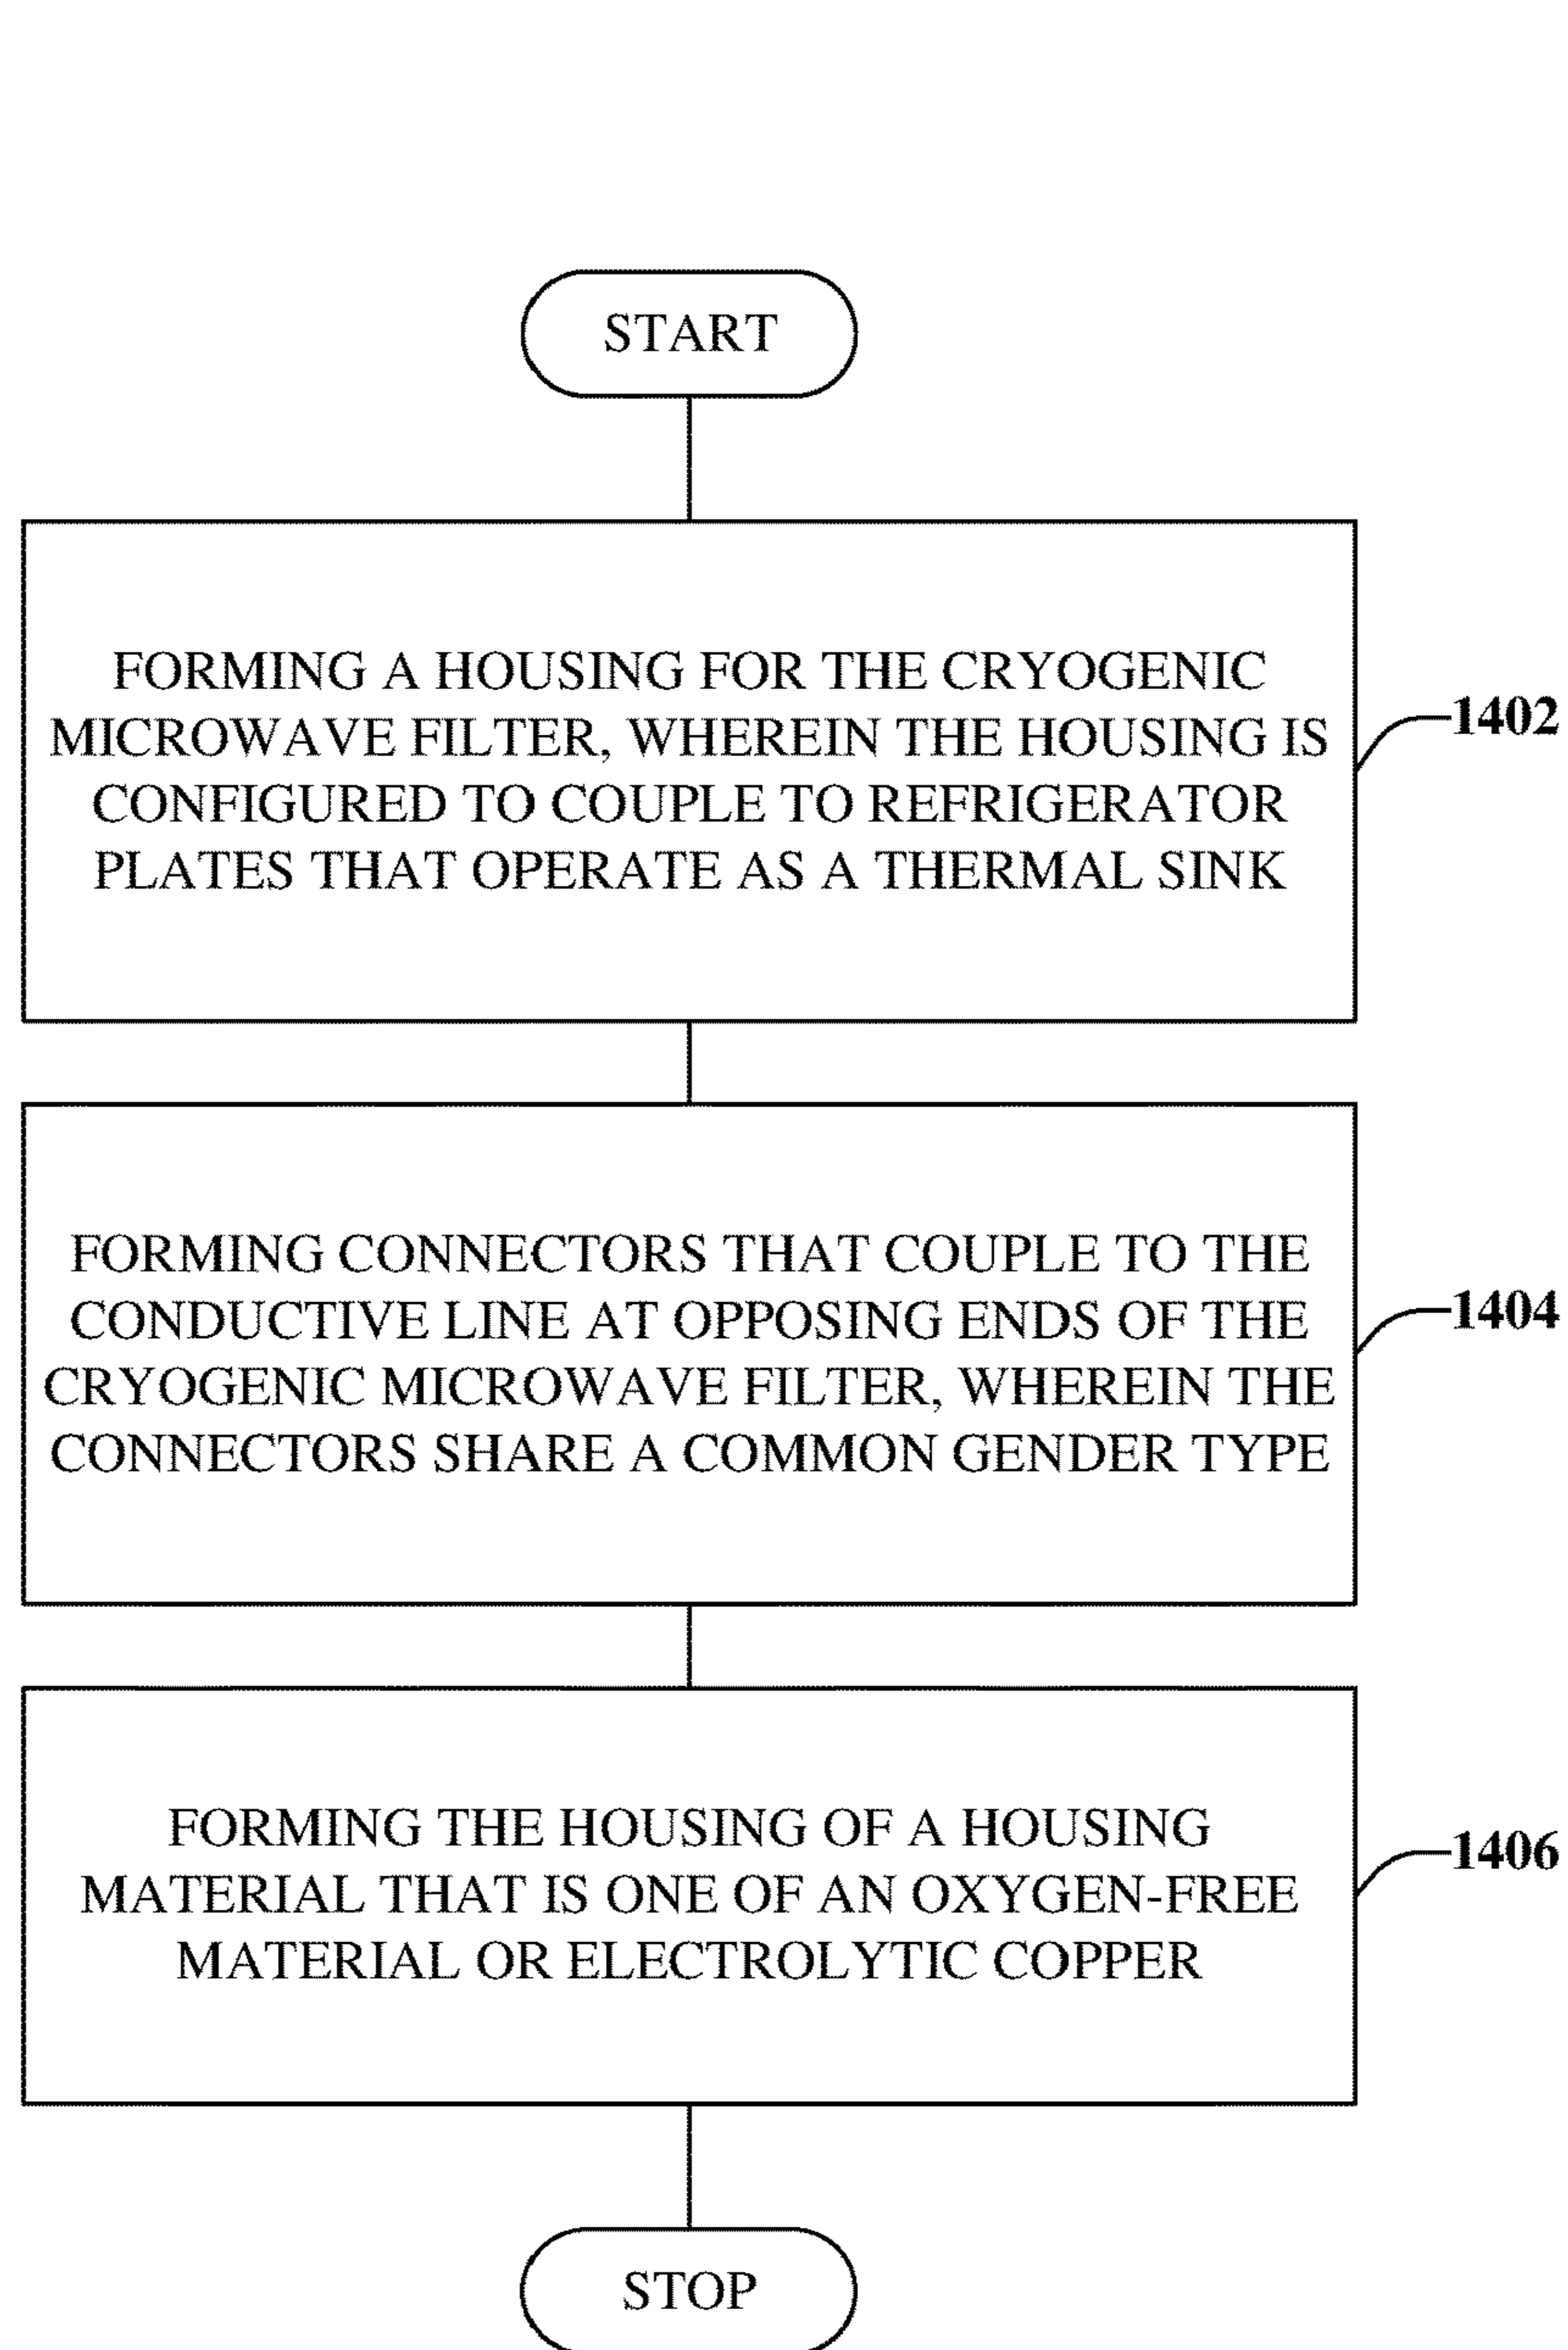 START
FORMING A HOUSING FOR THE CRYOGENIC
MICROWAVE FILTER, WHEREIN THE HOUSING IS
CONFIGURED TO COUPLE TO REFRIGERATOR
PLATES THAT OPERATE AS A THERMAL SINK
1402
FORMING CONNECTORS THAT COUPLE TO THE
CONDUCTIVE LINE AT OPPOSING ENDS OF THE
CRYOGENIC MICROWAVE FILTER, WHEREIN THE
CONNECTORS SHARE A COMMON GENDER TYPE
1404
FORMING THE HOUSING OF A HOUSING
MATERIAL THAT IS ONE OF AN OXYGEN-FREE
MATERIAL OR ELECTROLYTIC COPPER
1406
STOP